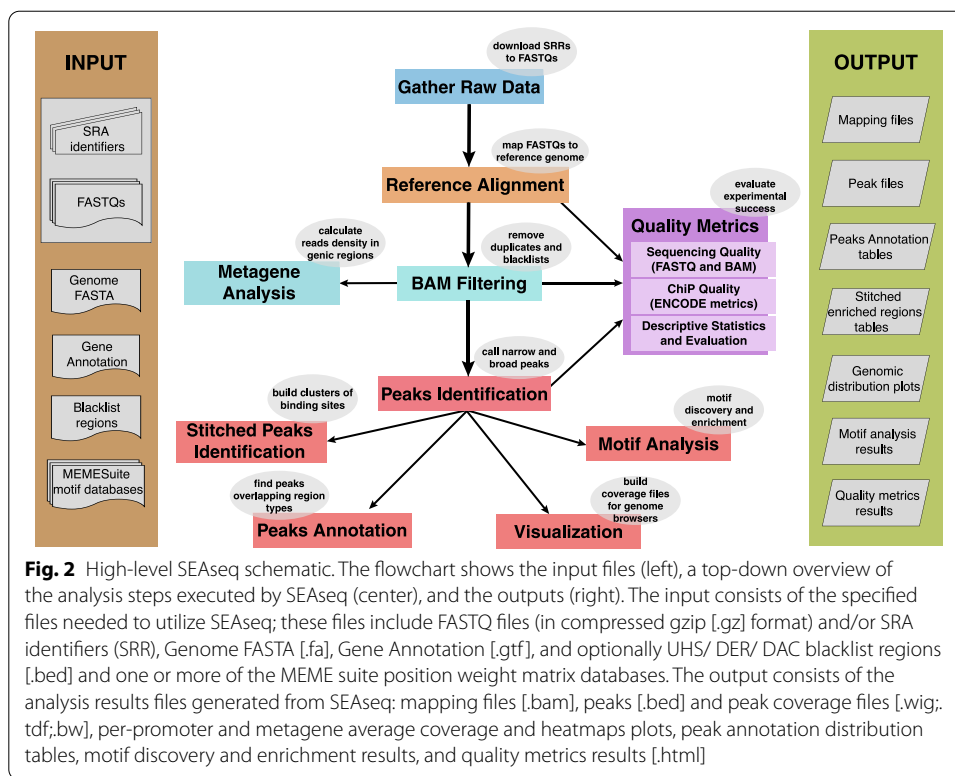 INPUT
SRA
identifiers
FASTQs
Genome
FASTA
Gene
Annotation
Blacklist
regions
MEMESuite
motif databases
download SRRs
to FASTQs
Gather Raw Data
map FASTQs to
reference genome
Reference Alignment
calculate
reads density in
genic regions
Metagene
Analysis
remove
duplicates and
blacklists
BAM Filtering
evaluate
experimental
success
Quality Metrics
Sequencing Quality
(FASTQ and BAM)
ChiP Quality
(ENCODE metrics)
Descriptive Statistics
and Evaluation
call narrow and
broad peaks
Peaks Identification
build clusters of
binding sites
Stitched Peaks
Identification
motif
discovery and
enrichment
Motif Analysis
find peaks
overlapping region
types
Peaks Annotation
build
coverage files
for genome
browsers
Visualization
OUTPUT
Mapping files
Peak files
Peaks Annotation
tables
Stitched
enriched regions
tables
Genomic
distribution plots
Motif analysis
results
Quality metrics
results
Fig. 2 High-level SEAseq schematic. The flowchart shows the input files (left), a top-down overview of
the analysis steps executed by SEAseq (center), and the outputs (right). The input consists of the specified
files needed to utilize SEAseq; these files include FASTQ files (in compressed gzip [.gz] format) and/or SRA
identifiers (SRR), Genome FASTA [.fa], Gene Annotation [.gtf], and optionally UHS/ DER/ DAC blacklist regions
[.bed] and one or more of the MEME suite position weight matrix databases. The output consists of the
analysis results files generated from SEAseq: mapping files [.bam], peaks [.bed] and peak coverage files [.wig;.
tdf;.bw], per-promoter and metagene average coverage and heatmaps plots, peak annotation distribution
tables, motif discovery and enrichment results, and quality metrics results [.html]